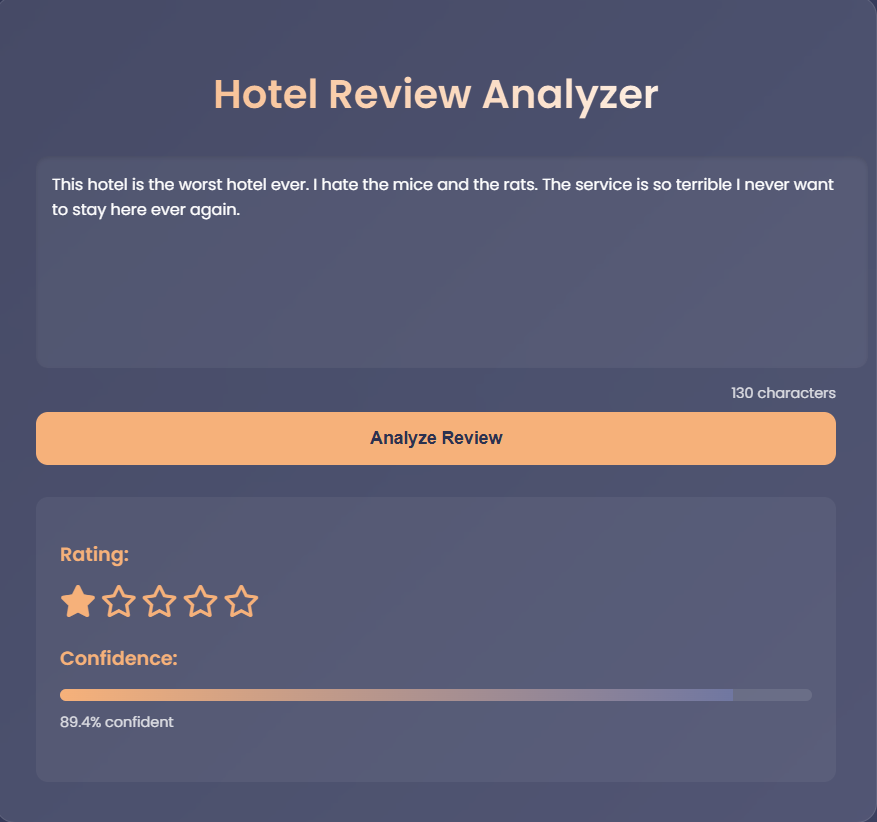 Hotel Review Analyzer
This hotel is the worst hotel ever. I hate the mice and the rats. The service is so terrible I never want
to stay here ever again.
130 characters
Analyze Review
Rating:
Confidence:
89.4% confident